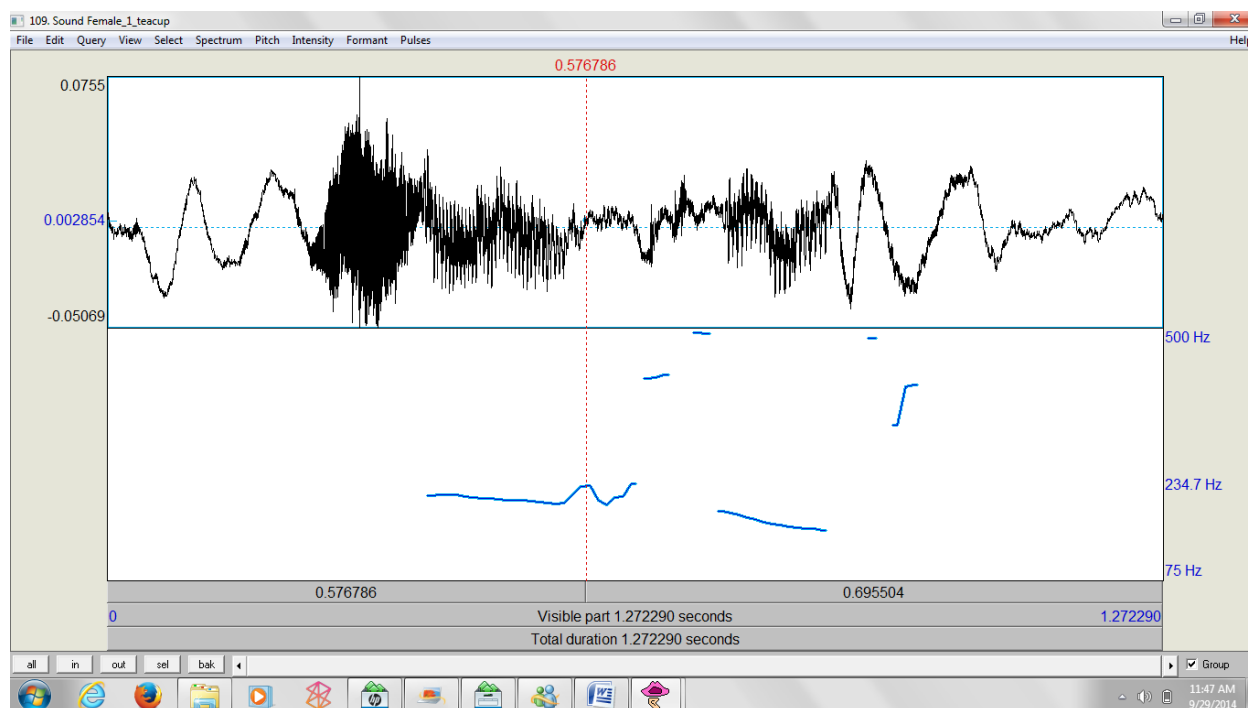 109. Sound Female_1_teacup
File Edit Query View Select Spectrum Pitch Intensity Formant Pulses Help
0.576786
0.0755
0.002854
-0.05069
500 Hz
234.7 Hz
75 Hz
0.576786 0.695504
0 Visible part 1.272290 seconds 1.272290
Total duration 1.272290 seconds
all in out sel bak Group
hp W
11:47 AM
9/29/2014